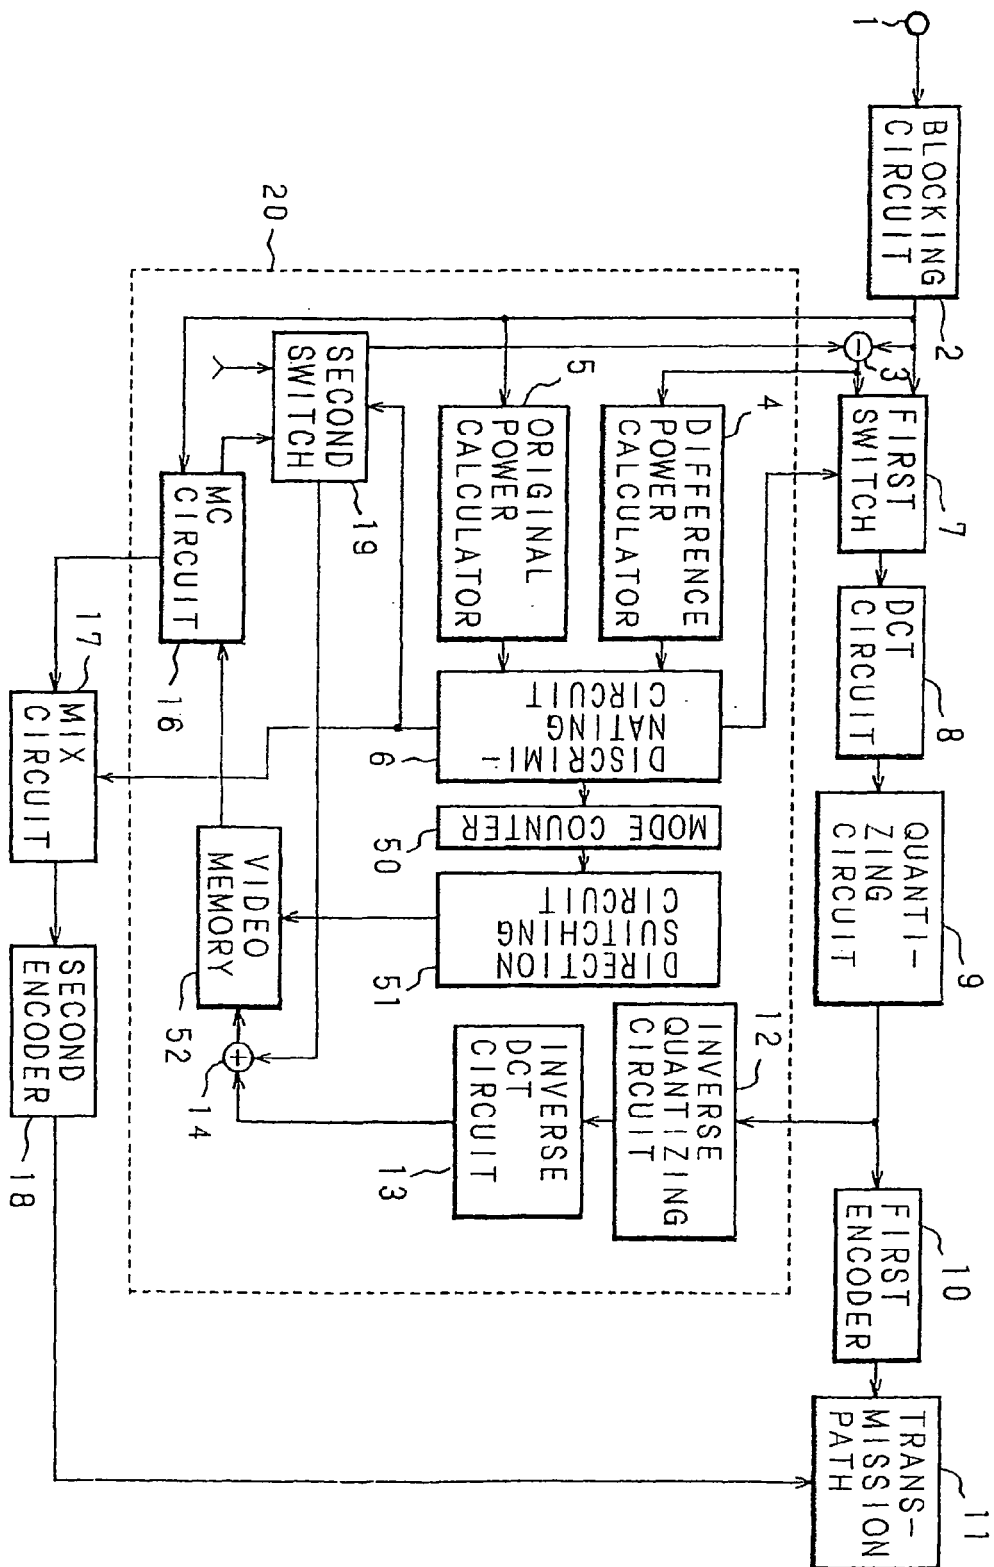 1
BLOCKING
CIRCUIT
2
3
FIRST
SWITCH
7
DCT
CIRCUIT
8
QUANTI-
ZING
CIRCUIT
9
FIRST
ENCODER
10
TRANS-
MISSION
PATH
11
20
4
DIFFERENCE
POWER
CALCULATOR
5
ORIGINAL
POWER
CALCULATOR
DISCRIMI-
NATING
CIRCUIT
6
MODE COUNTER
50
DIRECTION
SUITCHING
CIRCUIT
51
12
INVERSE
QUANTIZING
CIRCUIT
INVERSE
DCT
CIRCUIT
13
SECOND
SWITCH
19
MC
CIRCUIT
16
VIDEO
MEMORY
52
14
17
MIX
CIRCUIT
SECOND
ENCODER
18